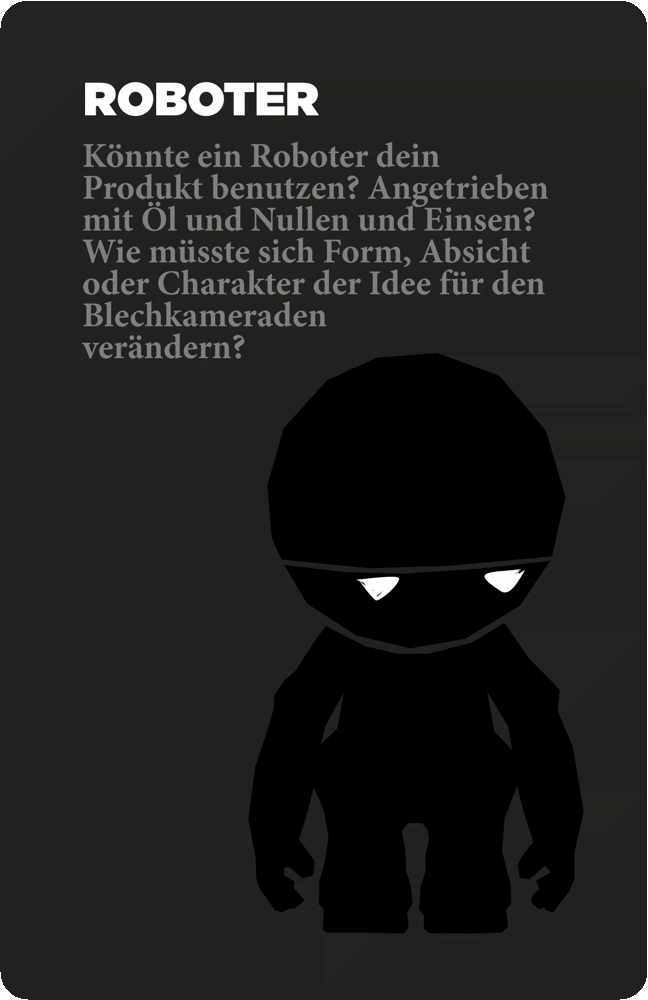 ROBOTER
Könnte ein Roboter dein
Produkt benutzen? Angetrieben
mit Öl und Nullen und Einsen?
Wie müsste sich Form, Absicht
oder Charakter der Idee für den
Blechkameraden
verändern?